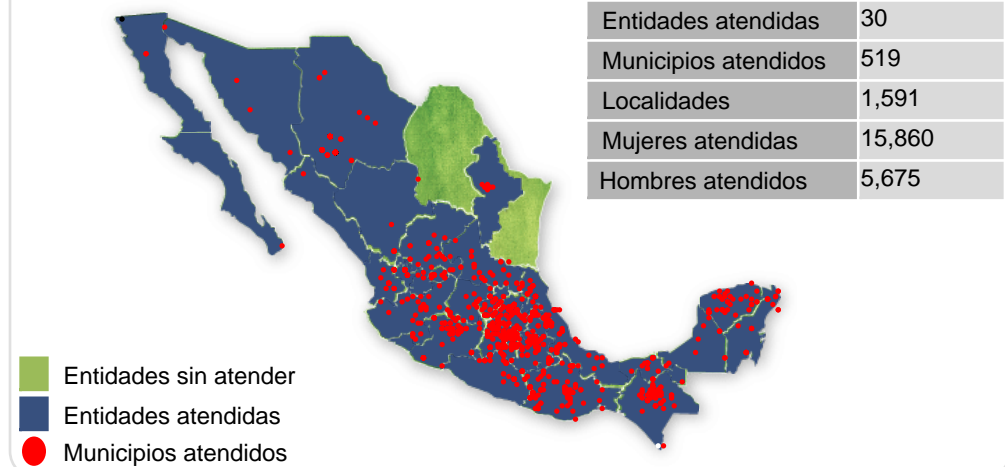 Entidades atendidas 30
Municipios atendidos 519
Localidades 1,591
Mujeres atendidas 15,860
Hombres atendidos 5,675
Entidades sin atender
Entidades atendidas
Municipios atendidos